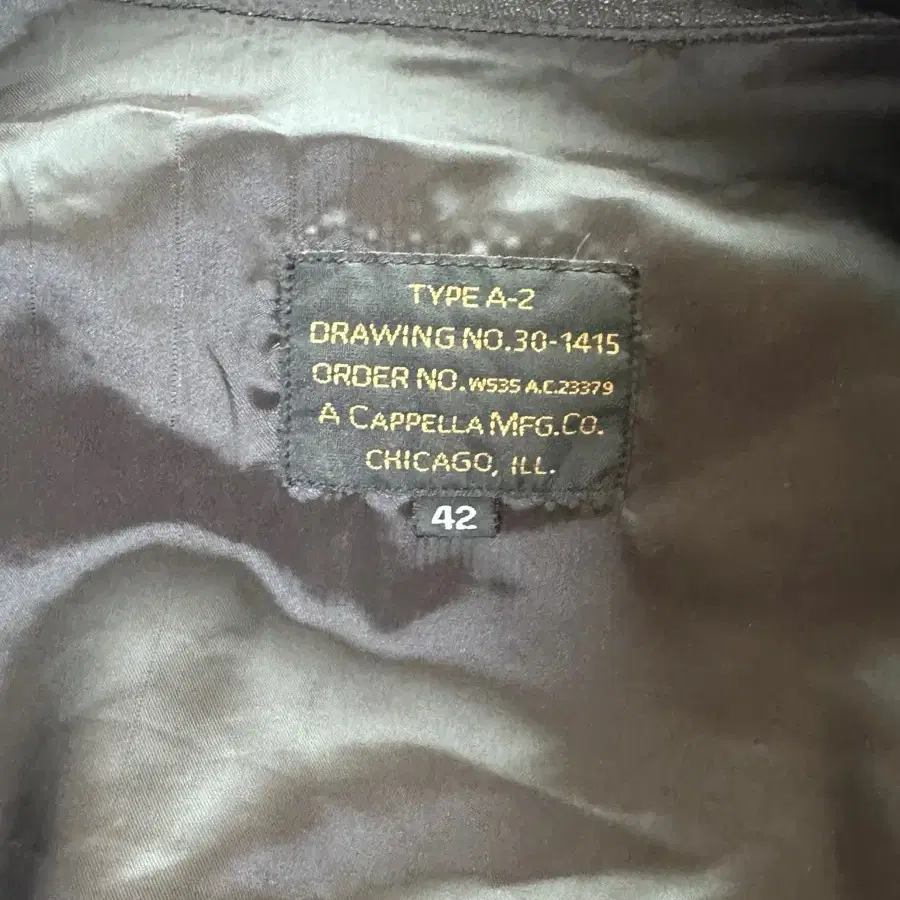 TYPE A-2
DRAWING NO.30-1415
ORDER NO. W535 A.C.23379
A CAPPELLA MFG.CO.
CHICAGO, ILL.
42